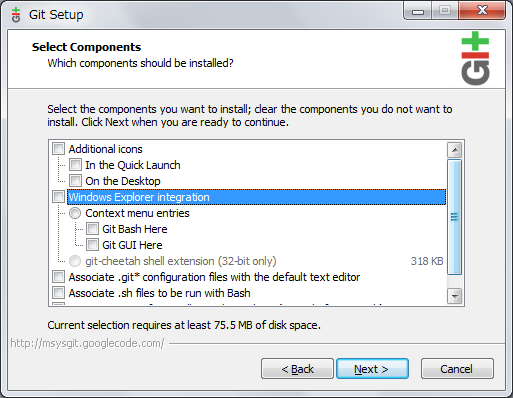 Git Setup
Select Components
Which components should be installed?
Git
Select the components you want to install; clear the components you do not want to
install. Click Next when you are ready to continue.
Additional icons
In the Quick Launch
On the Desktop
Windows Explorer integration
Context menu entries
Git Bash Here
Git GUI Here
git-cheetah shell extension (32-bit only) 318 KB
Associate .git* configuration files with the default text editor
Associate .sh files to be run with Bash
Current selection requires at least 75.5 MB of disk space.
http://msysgit.googlecode.com/
< Back Next > Cancel